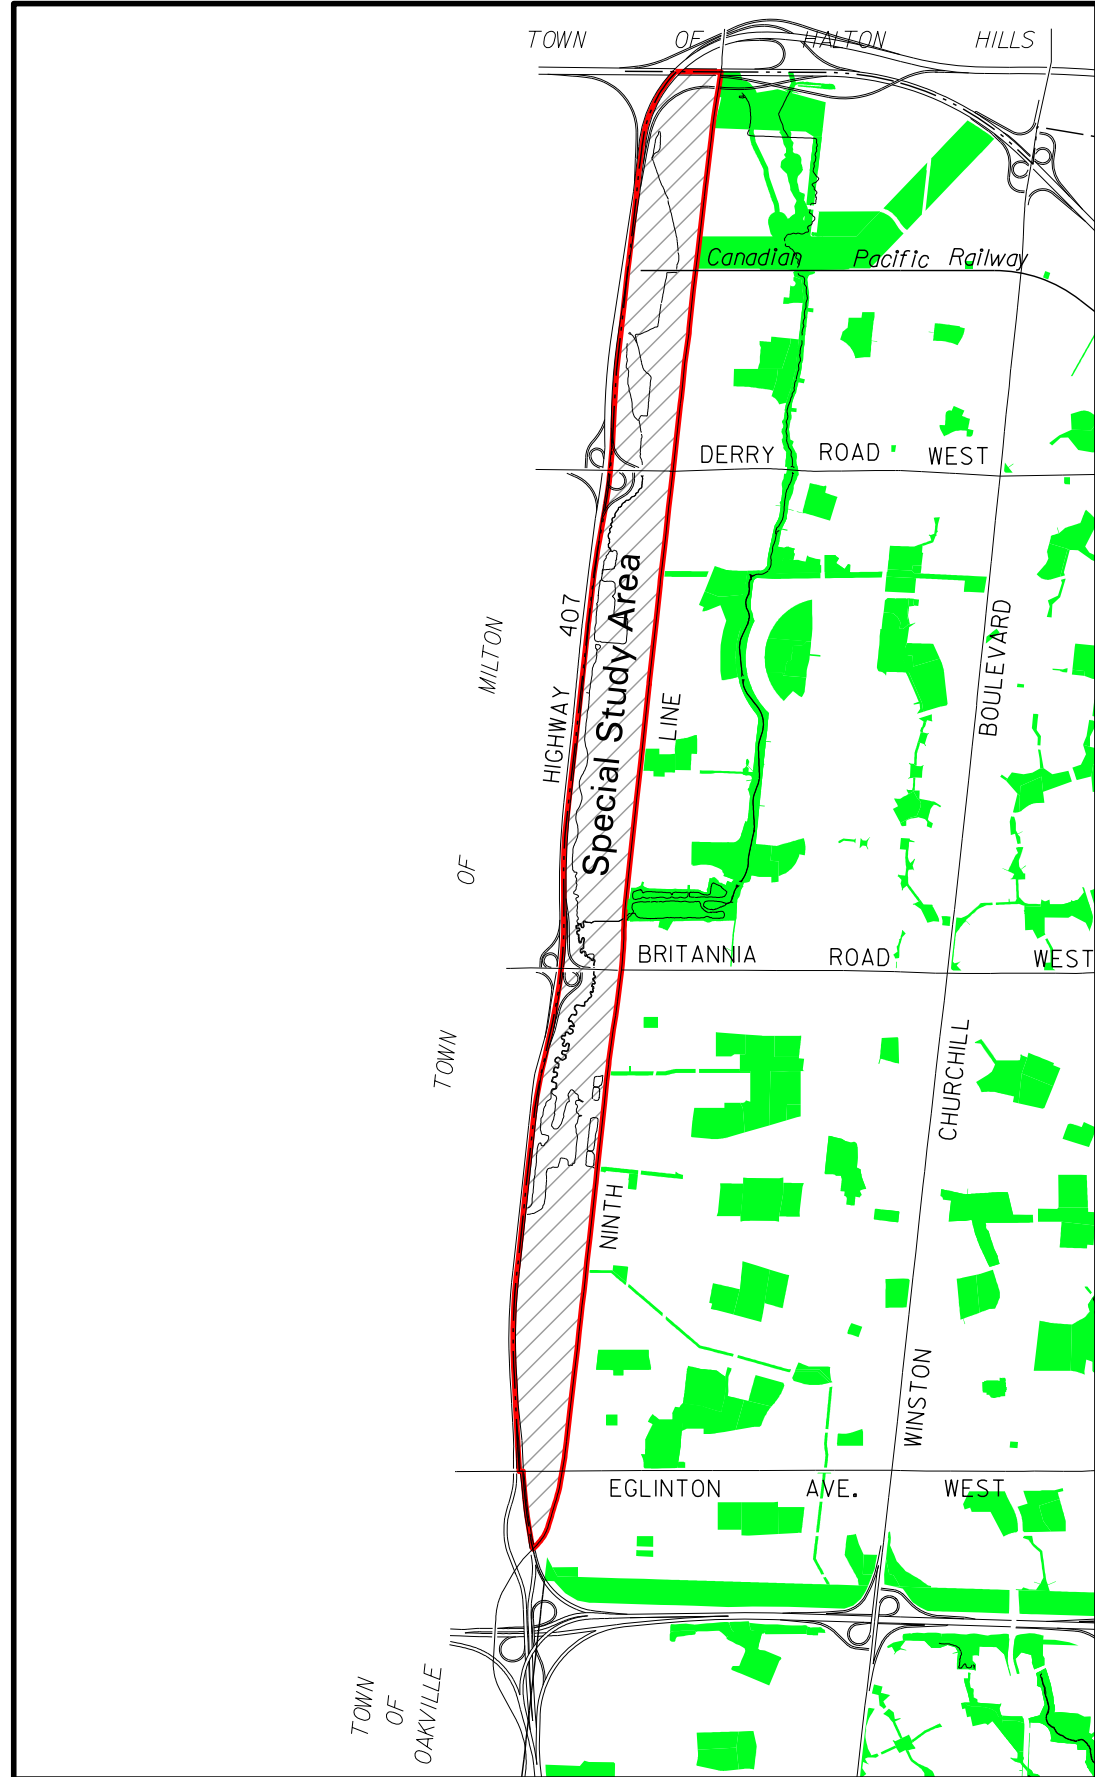 TOWN OF HALTON HILLS
Canadian Pacific Railway
DERRY ROAD WEST
HIGHWAY 407
Special Study Area
NINTH LINE
WINSTON CHURCHILL BOULEVARD
TOWN OF MILTON
BRITANNIA ROAD WEST
EGLINTON AVE. WEST
TOWN
OF
OAKVILLE